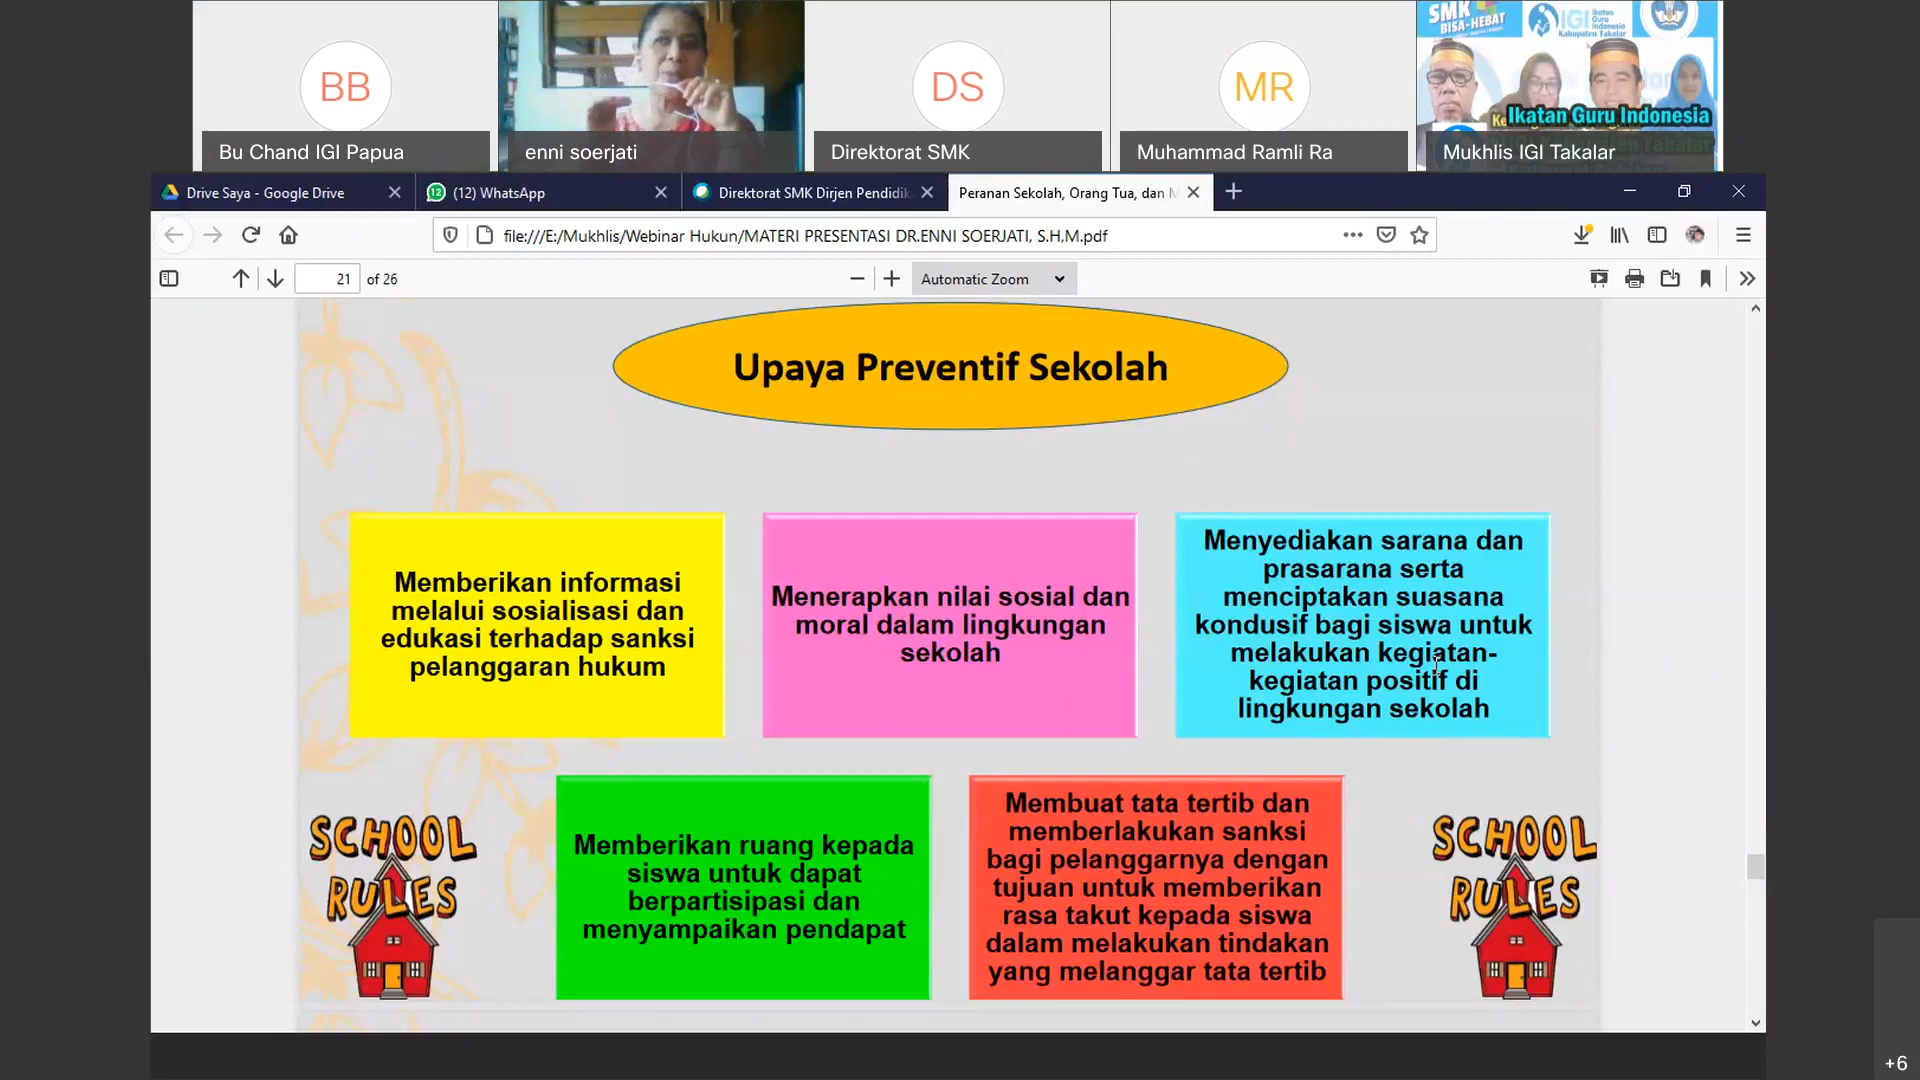 BB
DS
MR
SMK
BISA-HEBAT
IGI
Ikatan
Guru
Indonesia
Kabupaten Takalar
Ikatan Guru Indonesia
Bu Chand IGI Papua
enni soerjati
Direktorat SMK
Muhammad Ramli Ra
Mukhlis IGI Takalar
Drive Saya - Google Drive
(12) WhatsApp
Direktorat SMK Dirjen Pendidik
Peranan Sekolah, Orang Tua, dan M
file:///E:/Mukhlis/Webinar Hukun/MATERI PRESENTASI DR.ENNI SOERJATI, S.H,M.pdf
21 of 26
Automatic Zoom
Upaya Preventif Sekolah
Memberikan informasi
melalui sosialisasi dan
edukasi terhadap sanksi
pelanggaran hukum
Menerapkan nilai sosial dan
moral dalam lingkungan
sekolah
Menyediakan sarana dan
prasarana serta
menciptakan suasana
kondusif bagi siswa untuk
melakukan kegiatan-
kegiatan positif di
lingkungan sekolah
SCHOOL
RULES
Memberikan ruang kepada
siswa untuk dapat
berpartisipasi dan
menyampaikan pendapat
Membuat tata tertib dan
memberlakukan sanksi
bagi pelanggarnya dengan
tujuan untuk memberikan
rasa takut kepada siswa
dalam melakukan tindakan
yang melanggar tata tertib
SCHOOL
RULES
+6